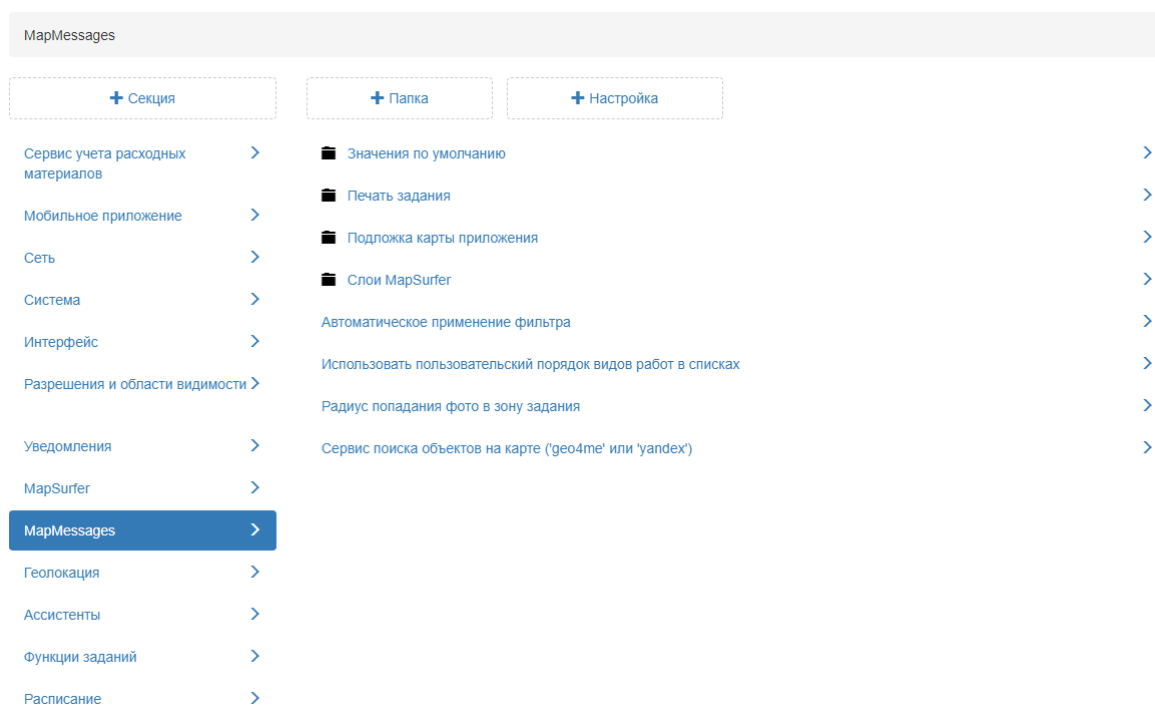 MapMessages
Секция
Папка
Настройка
Сервис учета расходных
материалов
Мобильное приложение
Сеть
Система
Интерфейс
Разрешения и области видимости
Уведомления
MapSurfer
MapMessages
Геолокация
Ассистенты
Функции заданий
Расписание
Значения по умолчанию
Печать задания
Подложка карты приложения
Слои MapSurfer
Автоматическое применение фильтра
Использовать пользовательский порядок видов работ в списках
Радиус попадания фото в зону задания
Сервис поиска объектов на карте ('geo4me' или 'yandex')